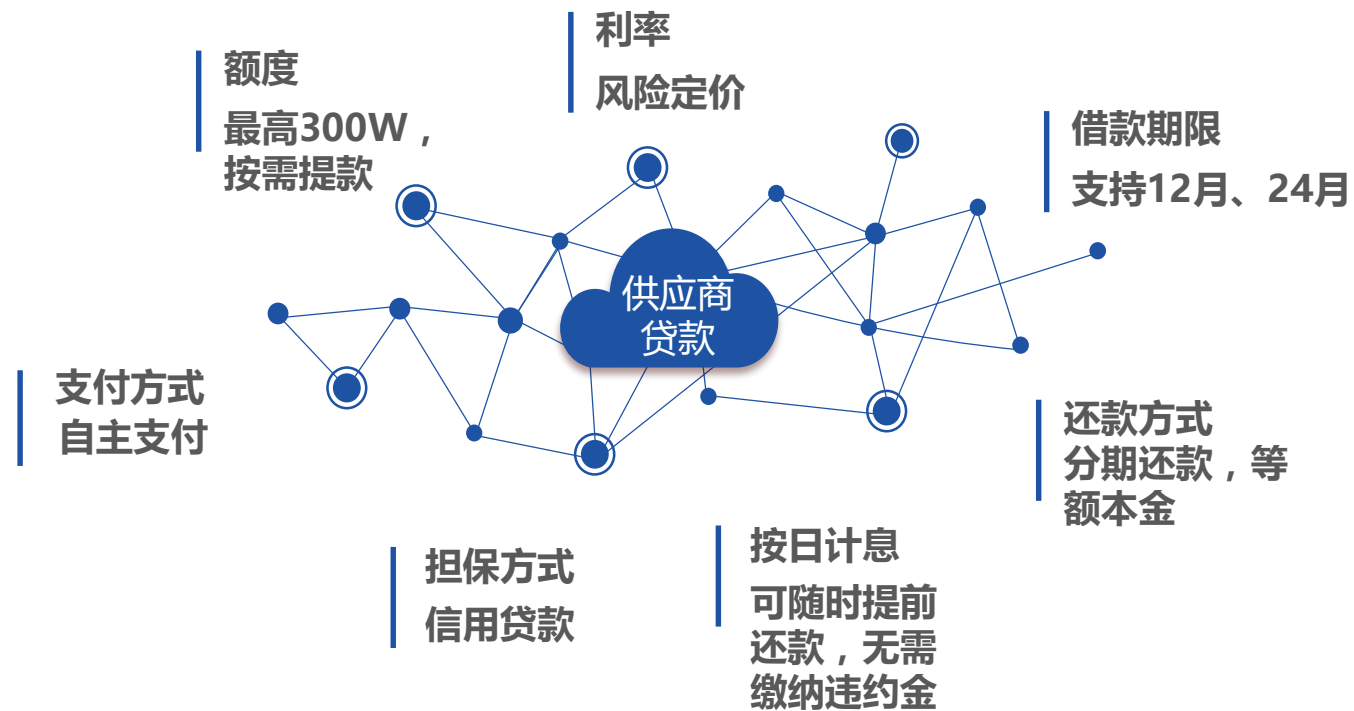 利率
风险定价
额度
最高300W，
按需提款
借款期限
支持12月、24月
供应商
贷款
支付方式
自主支付
还款方式
分期还款，等
额本金
担保方式
信用贷款
按日计息
可随时提前
还款，无需
缴纳违约金